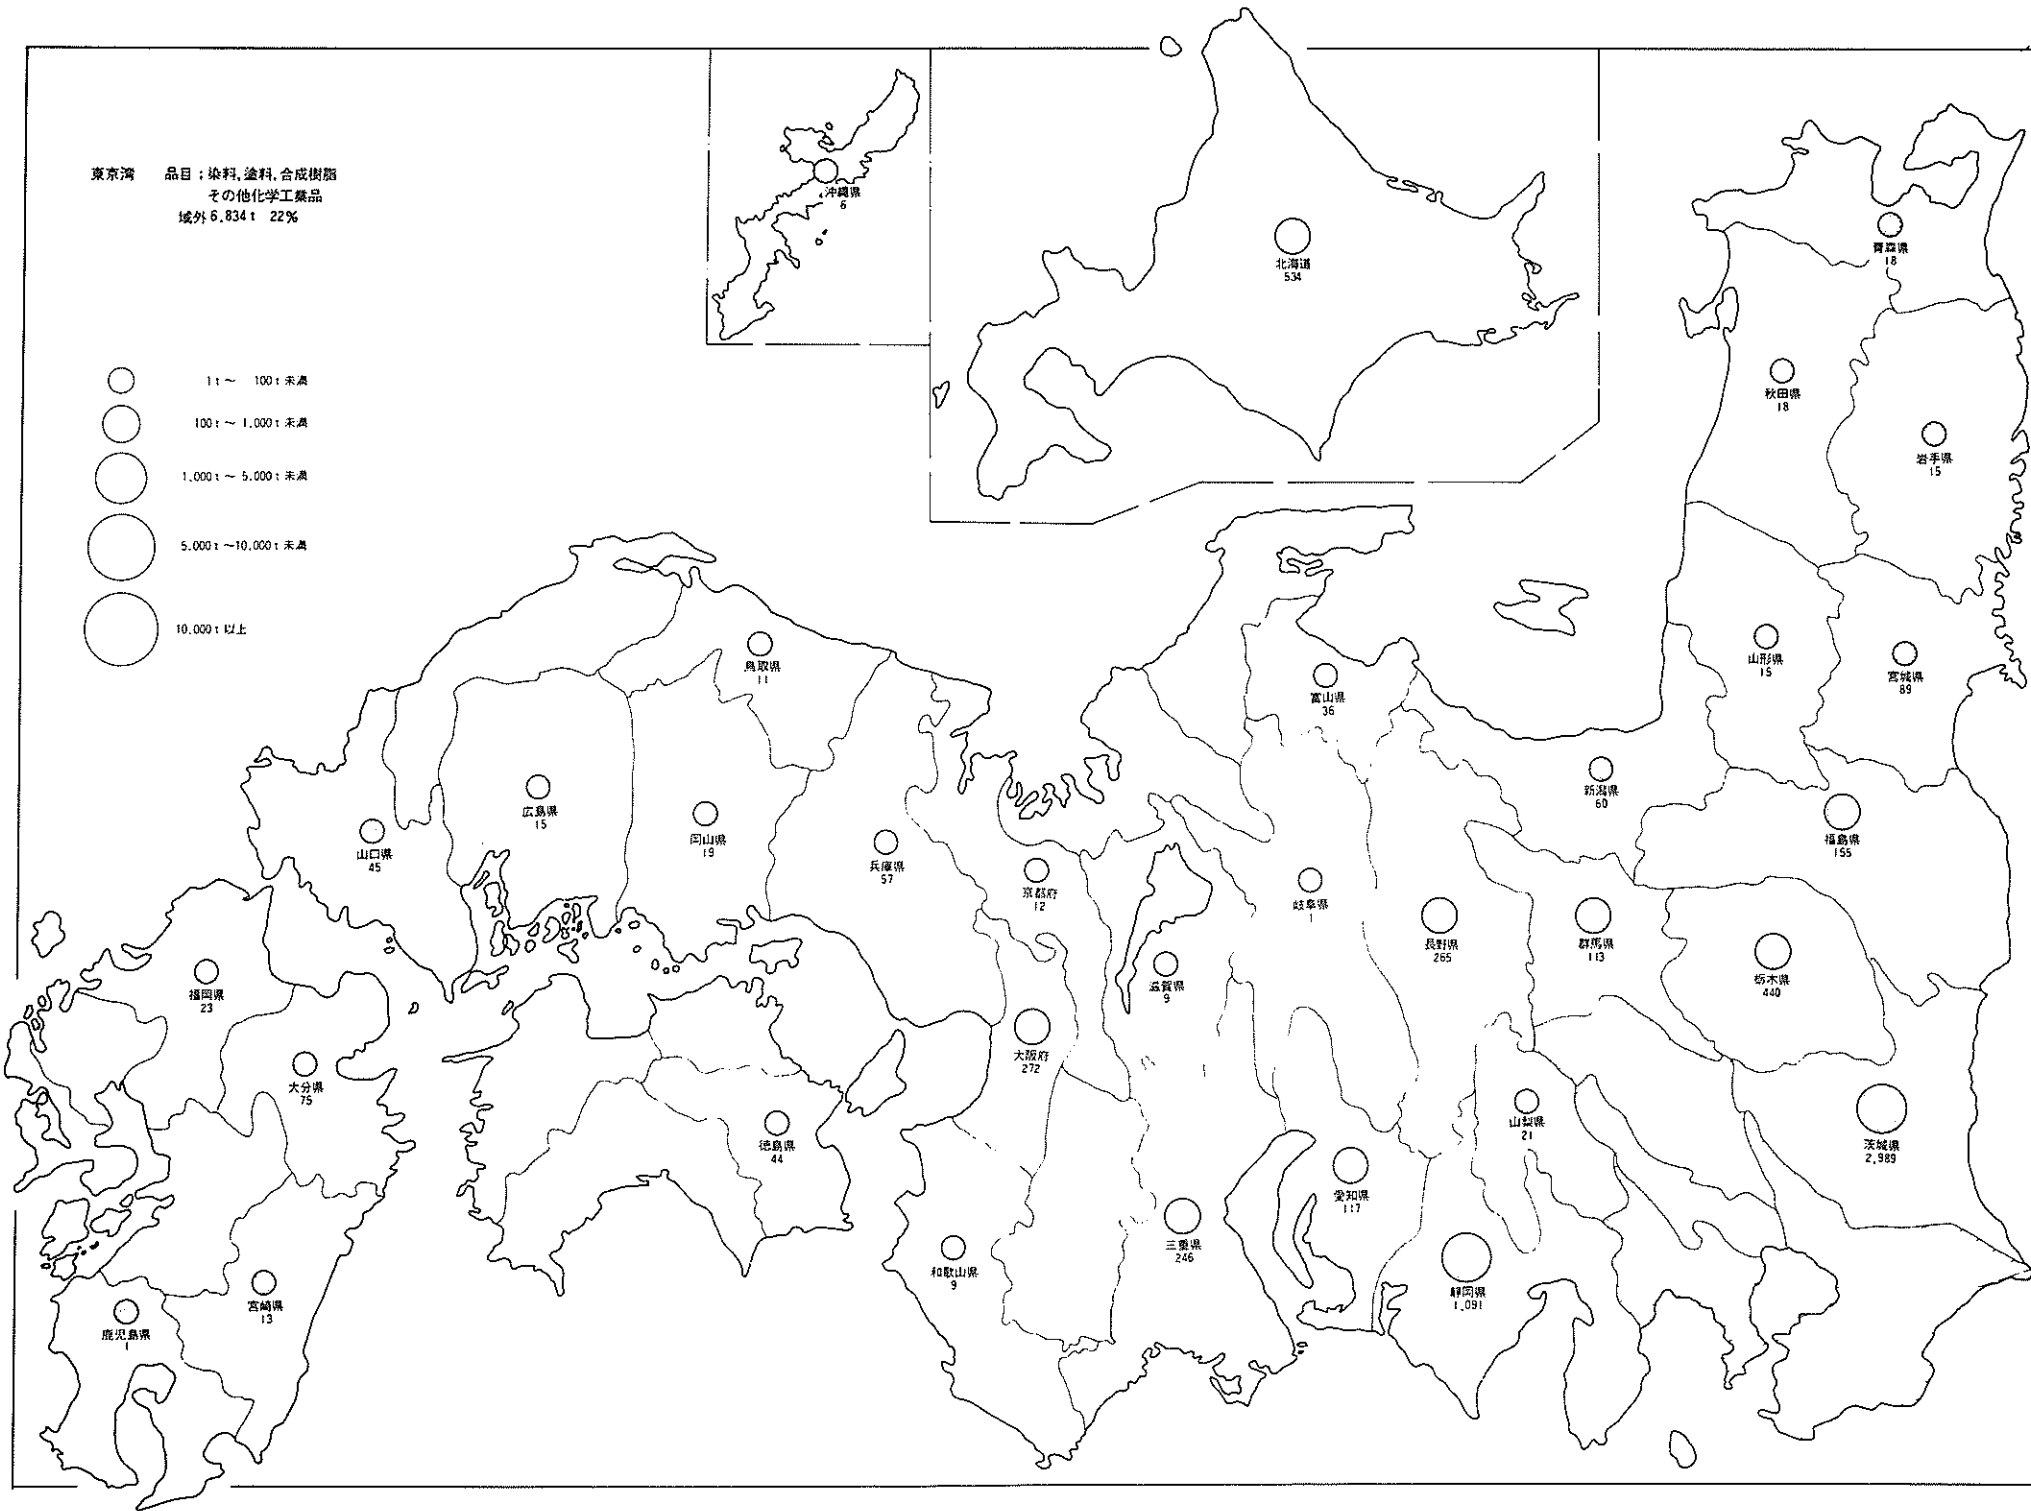 東京湾　品目：染料,塗料,合成樹脂
その他化学工業品
域外 6,834t 22%
沖縄県
6
北海道
534
青森県
18
1t～ 100t未満
100t～1,000t未満
1,000t～5,000t未満
5,000t～10,000t未満
10,000t以上
秋田県
18
岩手県
15
鳥取県
11
富山県
36
山形県
15
宮城県
89
広島県
15
岡山県
19
山口県
45
兵庫県
57
京都府
12
岐阜県
1
新潟県
60
福島県
155
長野県
265
群馬県
113
栃木県
440
福岡県
23
滋賀県
9
大分県
75
大阪府
272
徳島県
44
山梨県
21
茨城県
2,989
愛知県
117
三重県
246
和歌山県
9
静岡県
1,091
宮崎県
13
鹿児島県
1